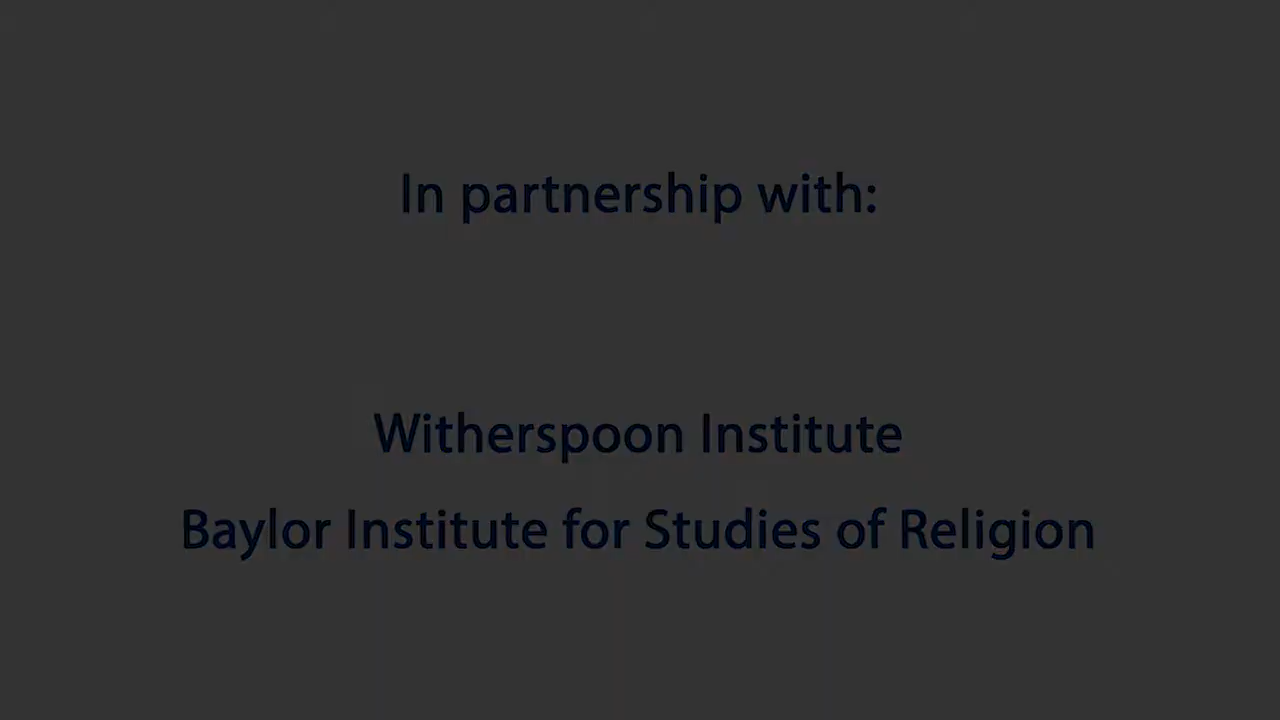 In partnership with:
Witherspoon Institute
Baylor Institute for Studies of Religion